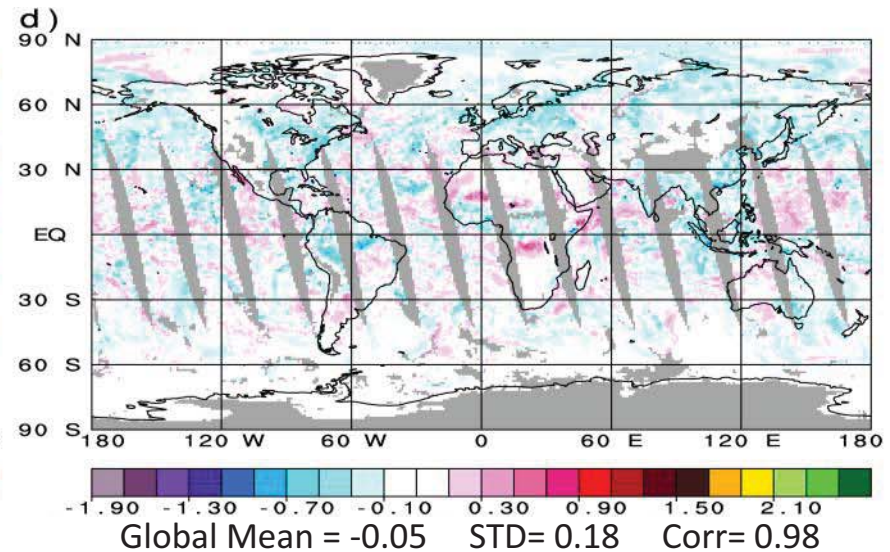 d)
90 N
60 N
30 N
EQ
30 S
60 S
90 S
180 120 W 60 W 0 60 E 120 E 180
-1.90 -1.30 -0.70 -0.10 0.30 0.90 1.50 2.10
Global Mean = -0.05 STD= 0.18 Corr= 0.98